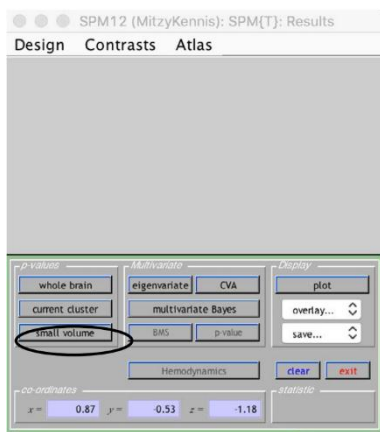 SPM12 (MitzyKennis): SPM{T}: Results
Design Contrasts Atlas
p-values Multivariate Display
whole brain eigenvariate CVA plot
current cluster multivariate Bayes overlay...
small volume BMS p-value save...
Hemodynamics clear exit
co-ordinates statistic
x = 0.87 y = -0.53 z = -1.18